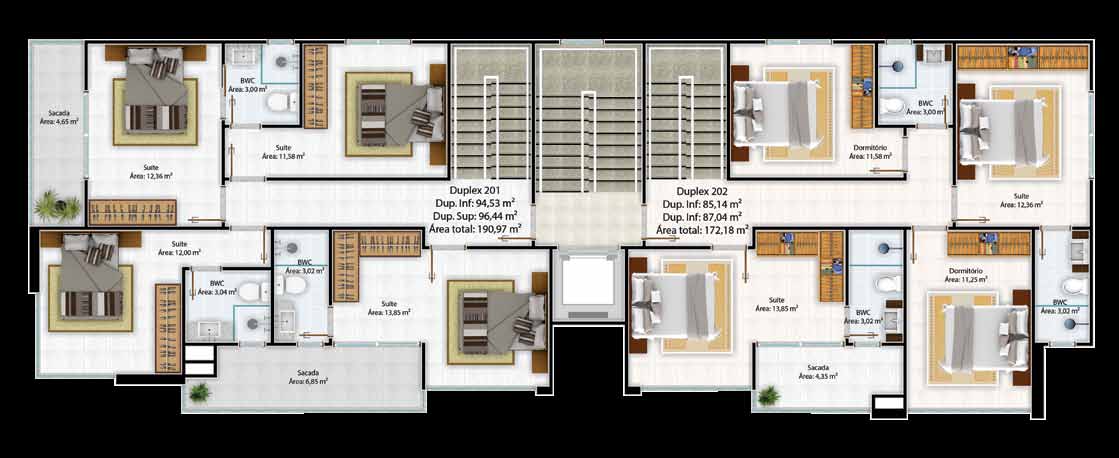 Sacada
Área: 4,65 m²
Suíte
Área: 12,36 m²
BWC
Área: 3,00 m²
Suíte
Área: 11,58 m²
Duplex 201
Dup. Inf: 94,53 m²
Dup. Sup: 96,44 m²
Área total: 190,97 m²
Duplex 202
Dup. Inf: 85,14 m²
Dup. Inf: 87,04 m²
Área total: 172,18 m²
Dormitório
Área: 11,58 m²
BWC
Área: 3,00 m²
Suíte
Área: 12,36 m²
Suíte
Área: 12,00 m²
BWC
Área: 3,04 m²
BWC
Área: 3,02 m²
Suíte
Área: 13,85 m²
Sacada
Área: 6,85 m²
Suíte
Área: 13,85 m²
BWC
Área: 3,02 m²
Sacada
Área: 4,35 m²
Dormitório
Área: 11,25 m²
BWC
Área: 3,02 m²